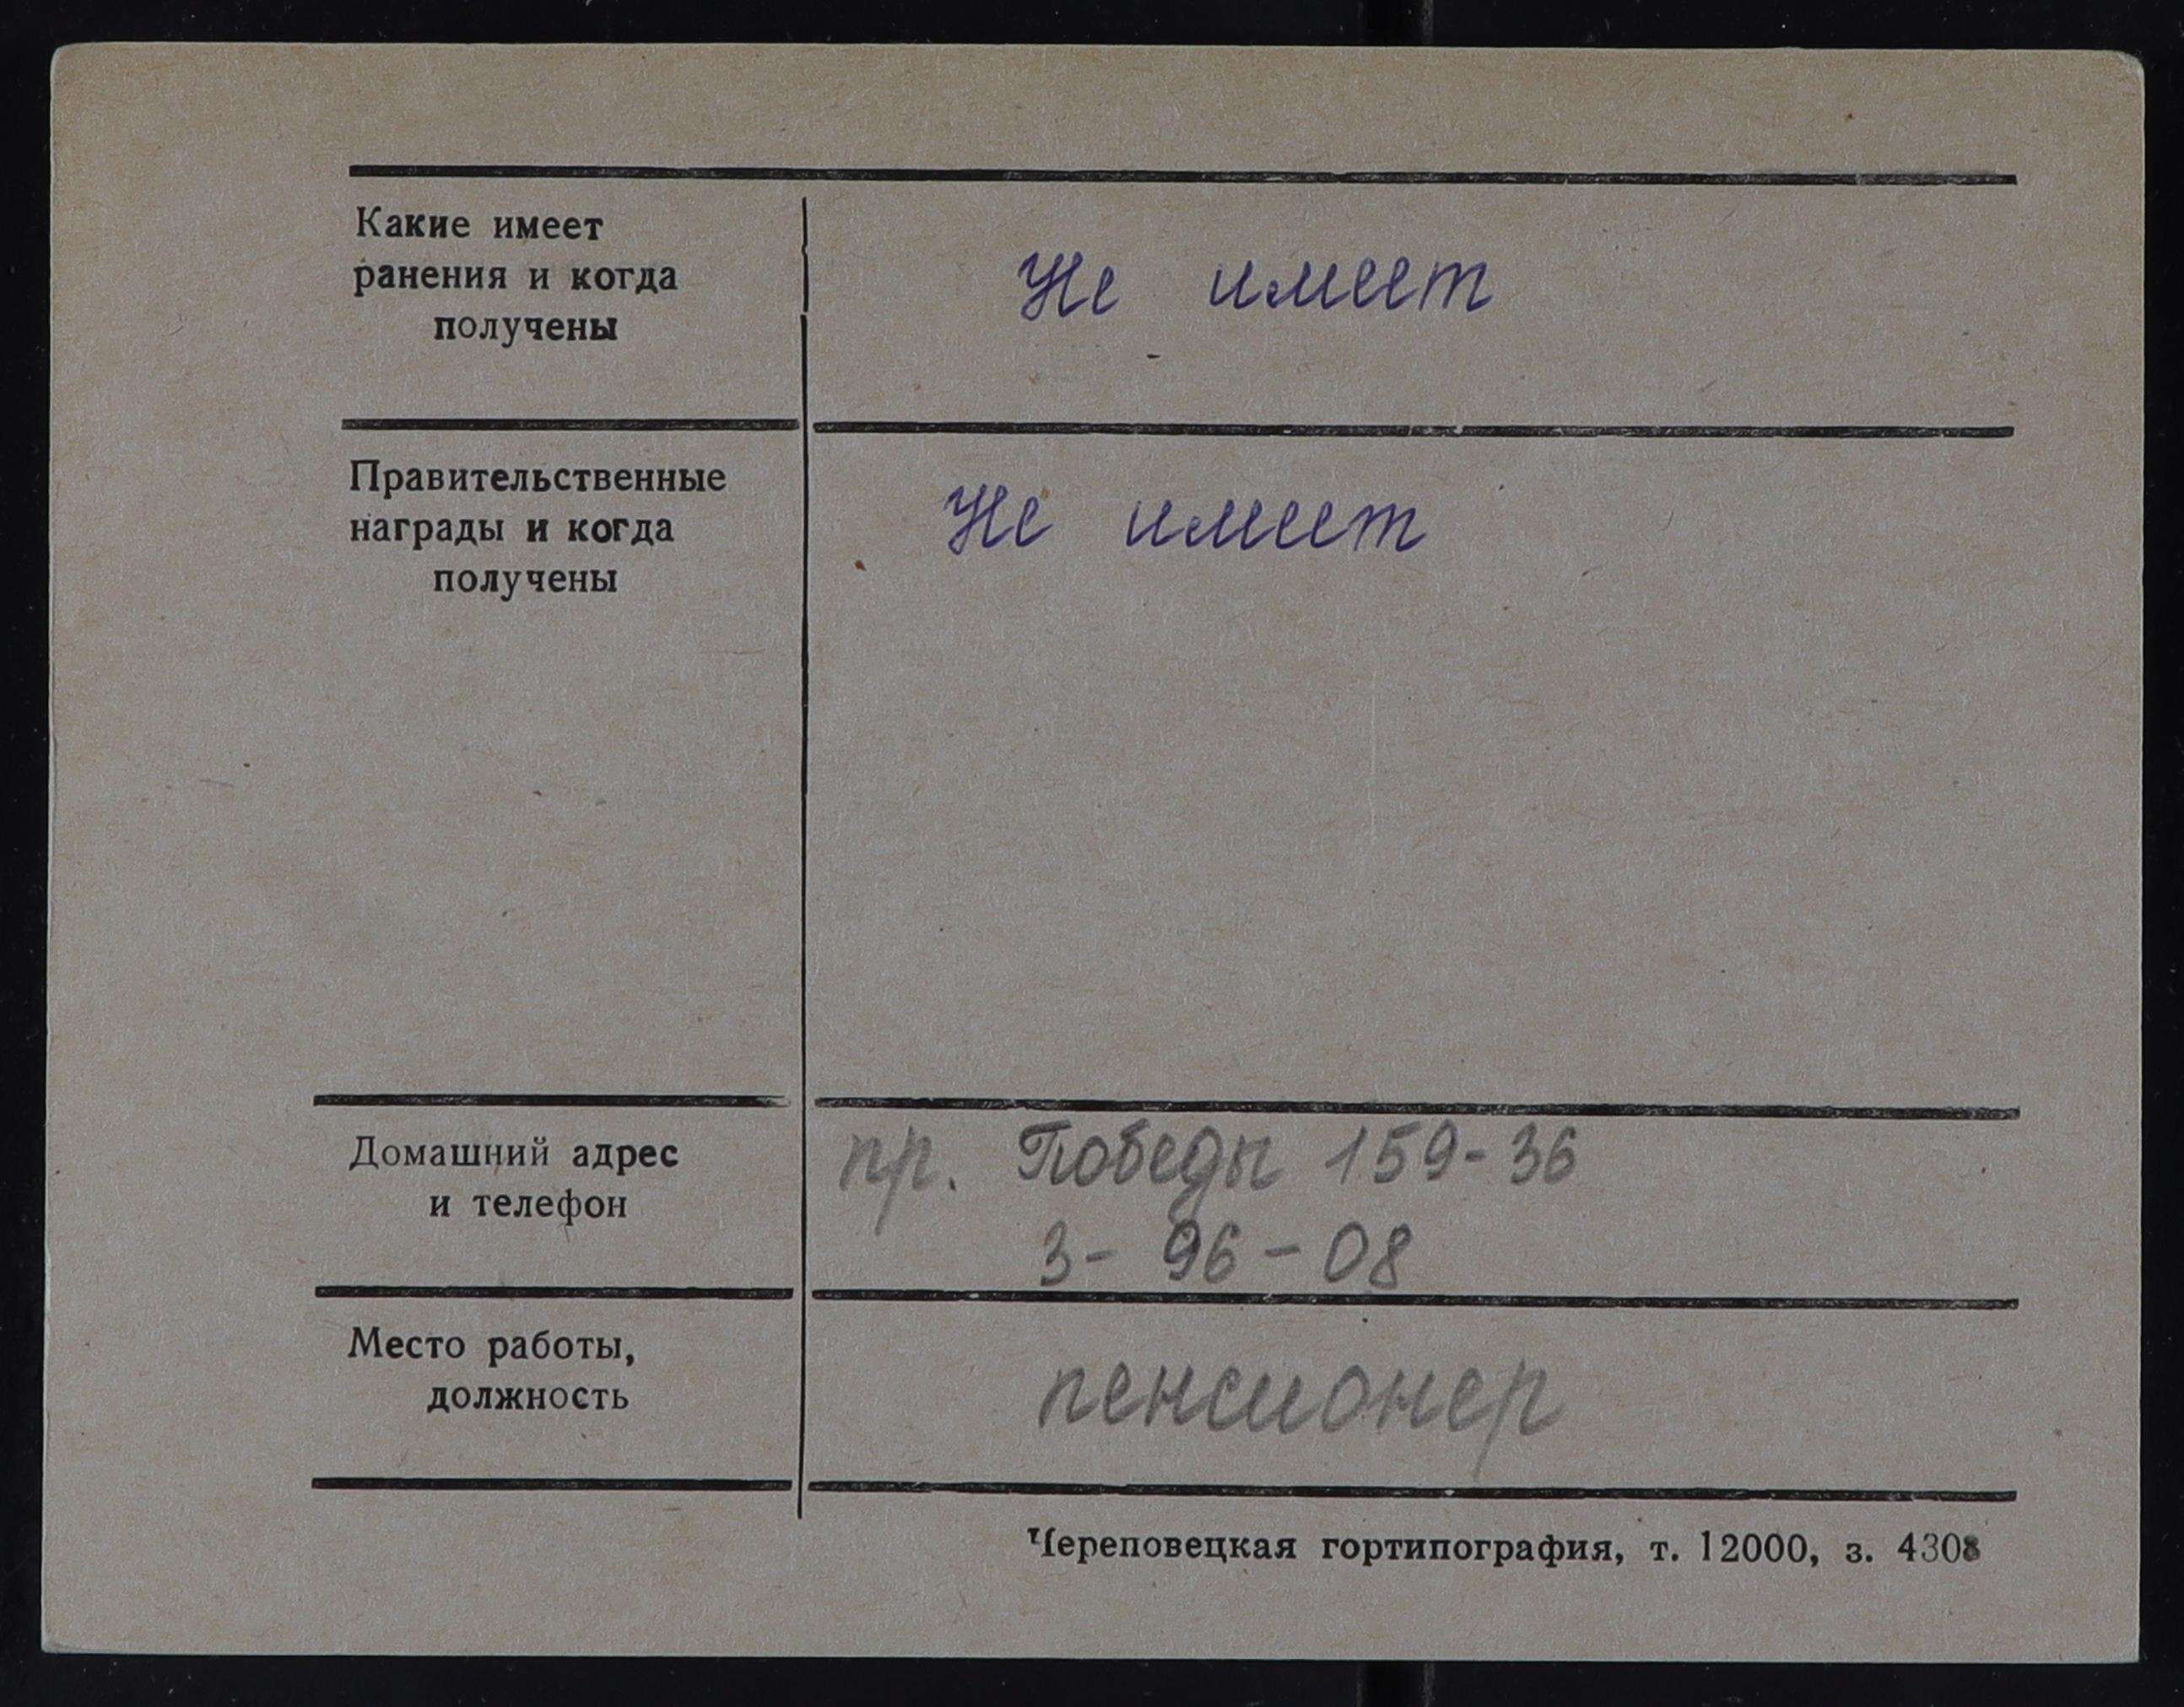 Какие имеет
ранения и когда
получены
Не имеет
Правительственные
награды и когда
получены
Не имеет
Домашний адрес
и телефон
пр. Победы 159-36
3-96-08
Место работы,
должность
пенсионер
Череповецкая гортипография, т. 12000, з. 4308